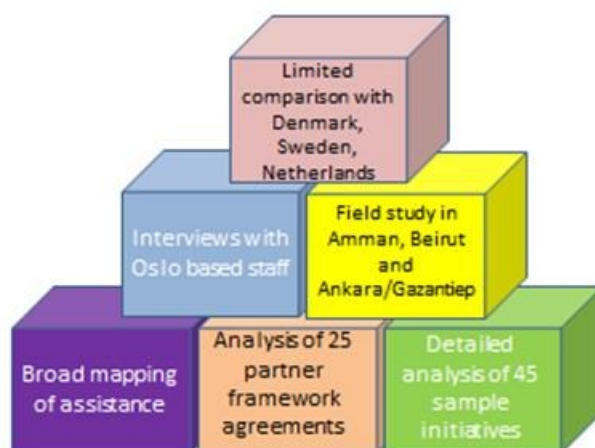 Limited
comparison with
Denmark,
Sweden,
Netherlands
Interviews with
Oslo based staff
Field study in
Amman, Beirut
and
Ankara/Gazantiep
Broad mapping
of assistance
Analysis of 25
partner
framework
agreements
Detailed
analysis of 45
sample
initiatives